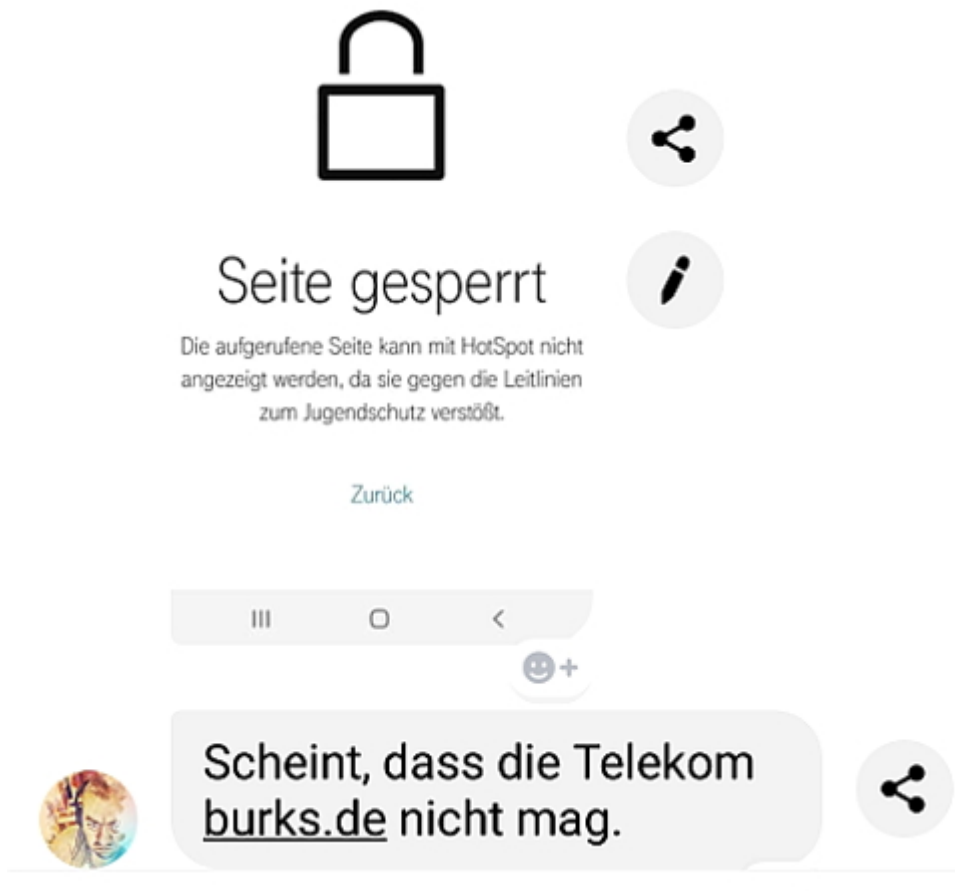 Seite gesperrt
Die aufgerufene Seite kann mit HotSpot nicht
angezeigt werden, da sie gegen die Leitlinien
zum Jugendschutz verstößt.
Zurück
Scheint, dass die Telekom
burks.de nicht mag.